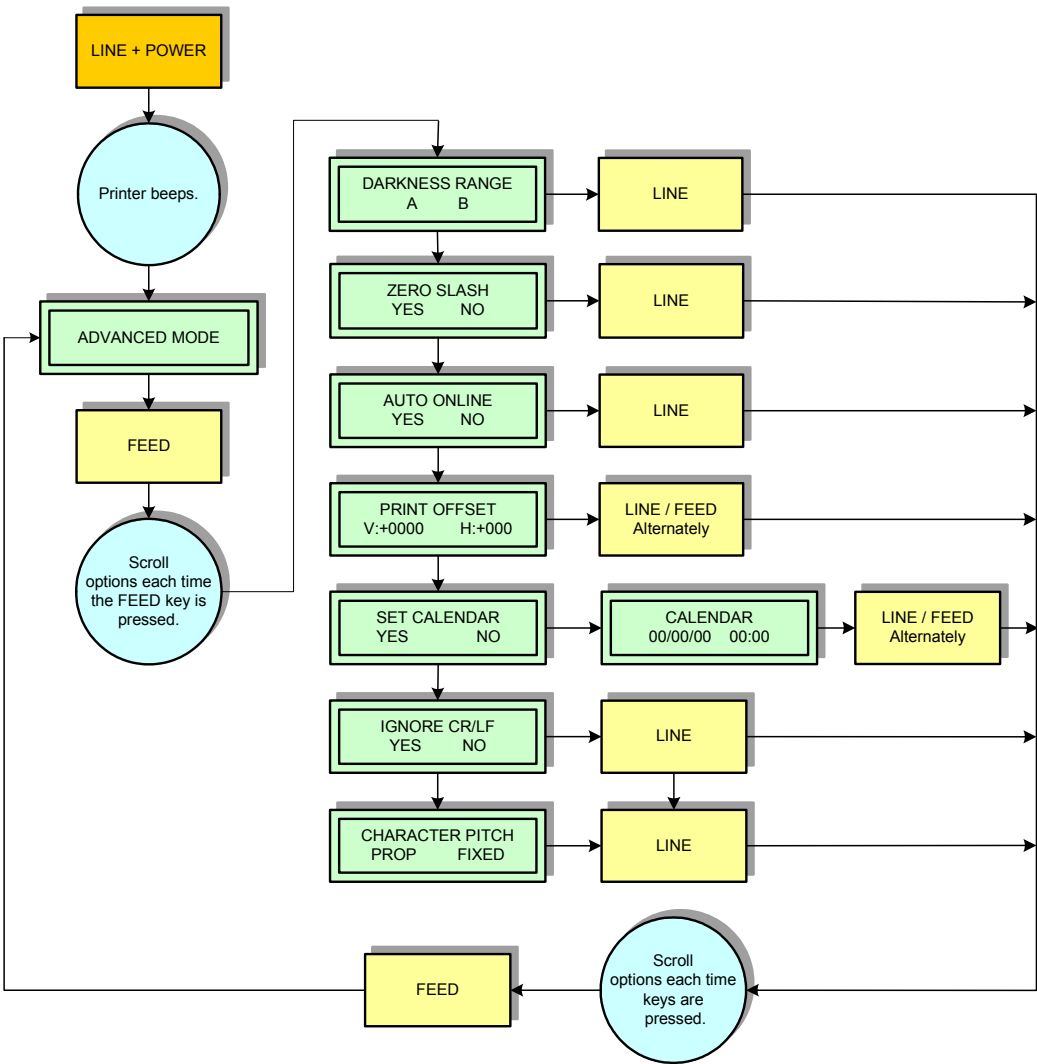 LINE + POWER
Printer beeps.
ADVANCED MODE
FEED
Scroll
options each time
the FEED key is
pressed.
DARKNESS RANGE
A B
LINE
ZERO SLASH
YES NO
LINE
AUTO ONLINE
YES NO
LINE
PRINT OFFSET
V:+0000 H:+000
LINE / FEED
Alternately
SET CALENDAR
YES NO
CALENDAR
00/00/00 00:00
LINE / FEED
Alternately
IGNORE CR/LF
YES NO
LINE
CHARACTER PITCH
PROP FIXED
LINE
Scroll
options each time
keys are
pressed.
FEED